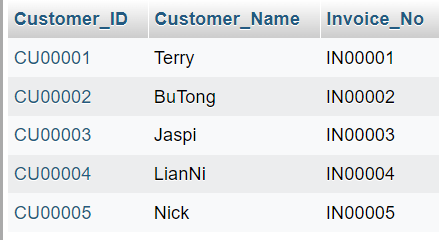 Customer_ID Customer_Name Invoice_No
CU00001 Terry IN00001
CU00002 BuTong IN00002
CU00003 Jaspi IN00003
CU00004 LianNi IN00004
CU00005 Nick IN00005